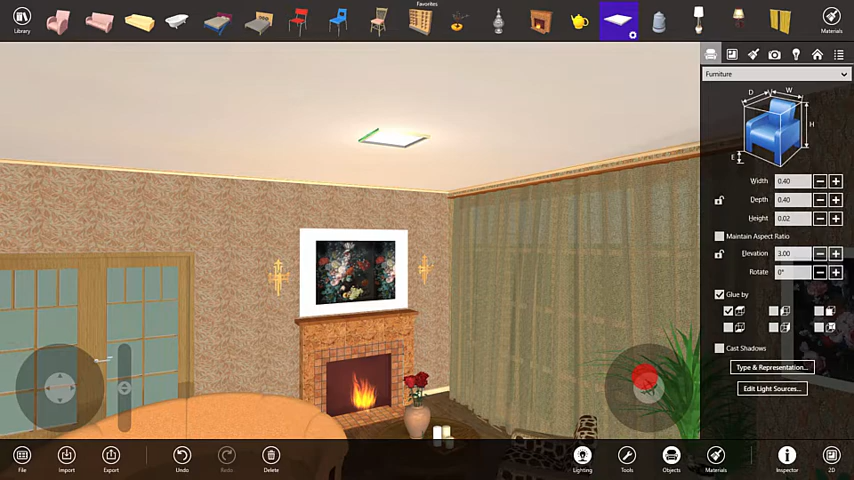 Favorites
Library
Materials
Furniture
D
W
H
E
Width 0.40
Depth 0.40
Height 0.02
Maintain Aspect Ratio
Elevation 3.00
Rotate 0°
Glue by
Cast Shadows
Type & Representation...
Edit Light Sources...
File
Import
Export
Undo
Redo
Delete
Lighting
Tools
Objects
Materials
Inspector
2D